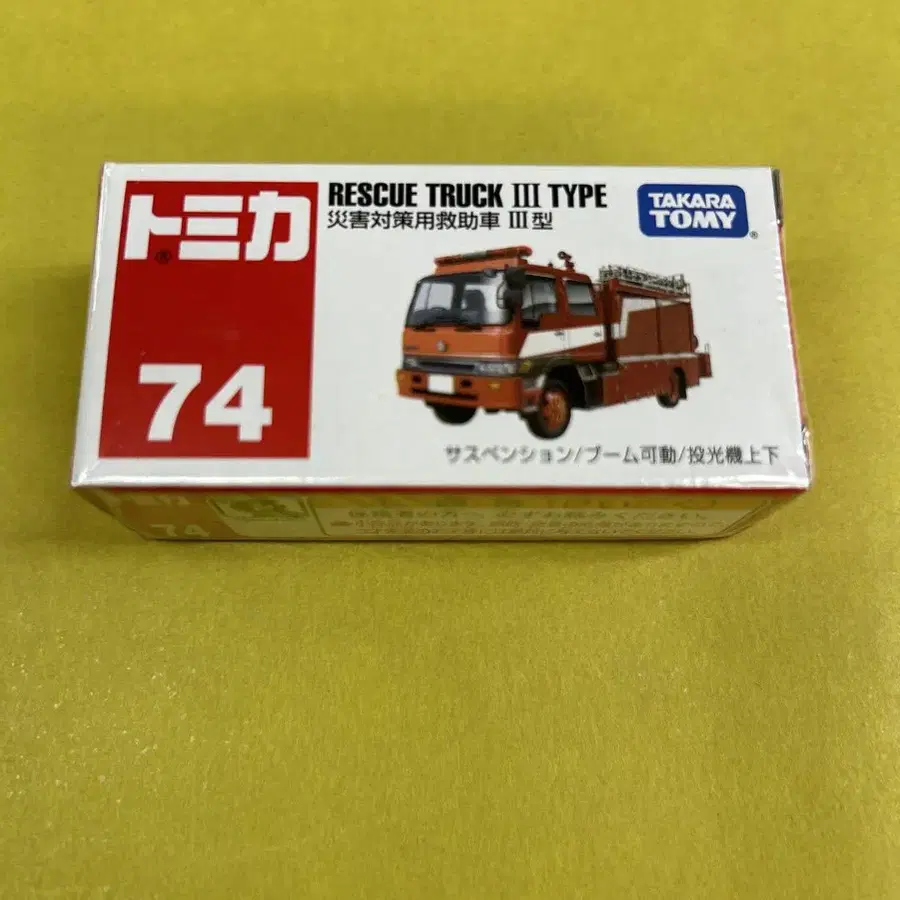 トミカ®
74
RESCUE TRUCK III TYPE
災害対策用救助車 III型
TAKARA
TOMY®
サスペンション/ブーム可動/投光機上下
74